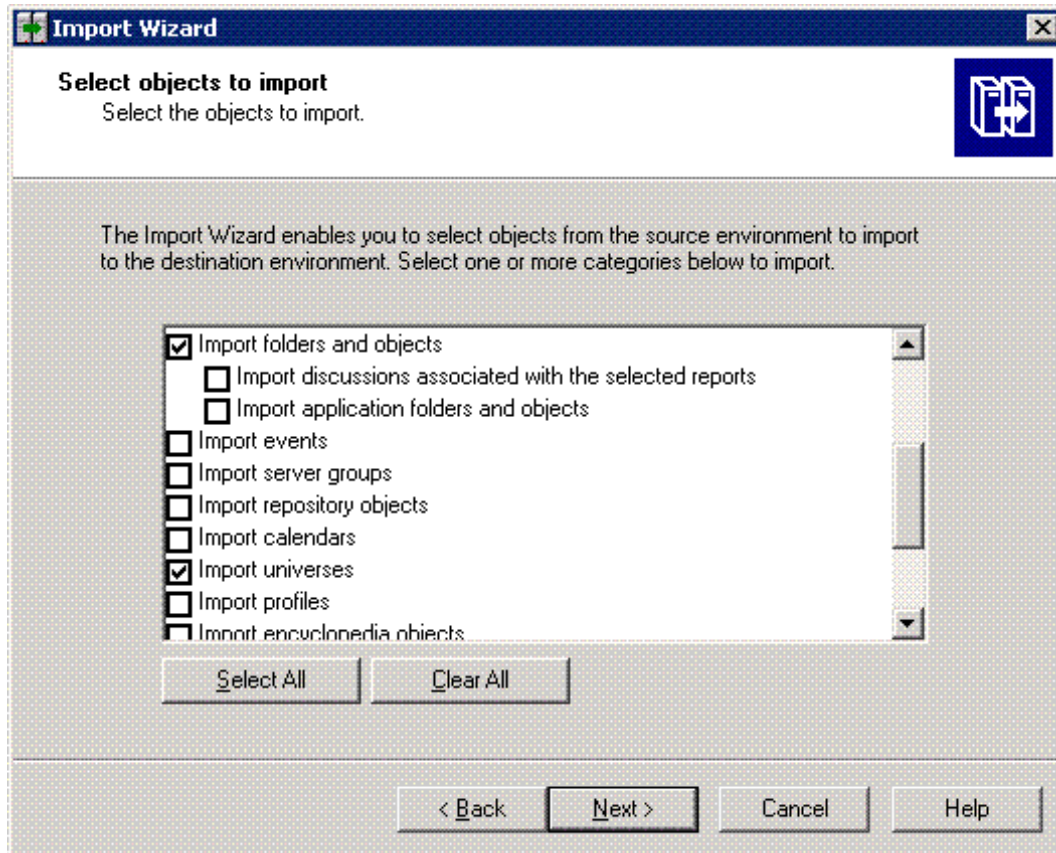 Import Wizard
Select objects to import
Select the objects to import.
The Import Wizard enables you to select objects from the source environment to import
to the destination environment. Select one or more categories below to import.
Import folders and objects
Import discussions associated with the selected reports
Import application folders and objects
Import events
Import server groups
Import repository objects
Import calendars
Import universes
Import profiles
Import encyclopedia objects
Select All Clear All
< Back Next > Cancel Help